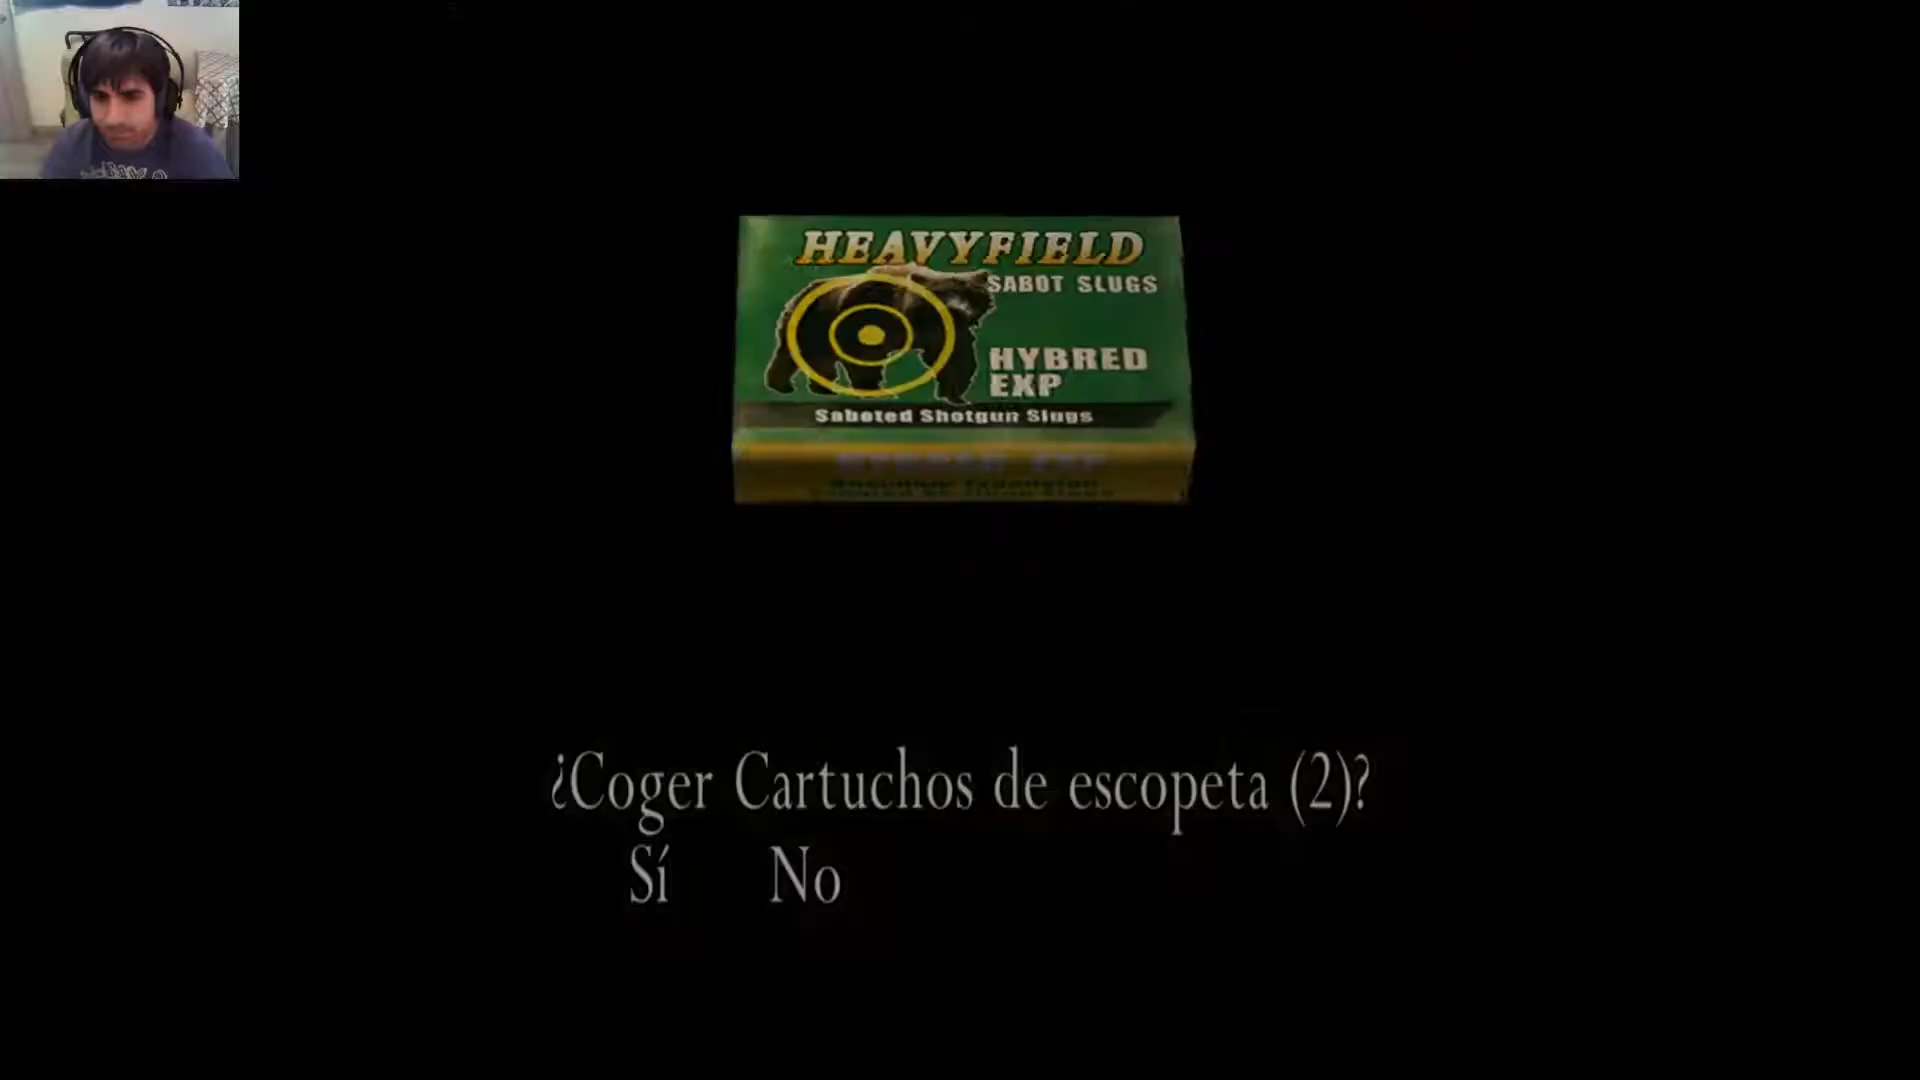 HEAVYFIELD
SABOT SLUGS
HYBRED
EXP
Saboted Shotgun Slugs
¿Coger Cartuchos de escopeta (2)?
Sí No